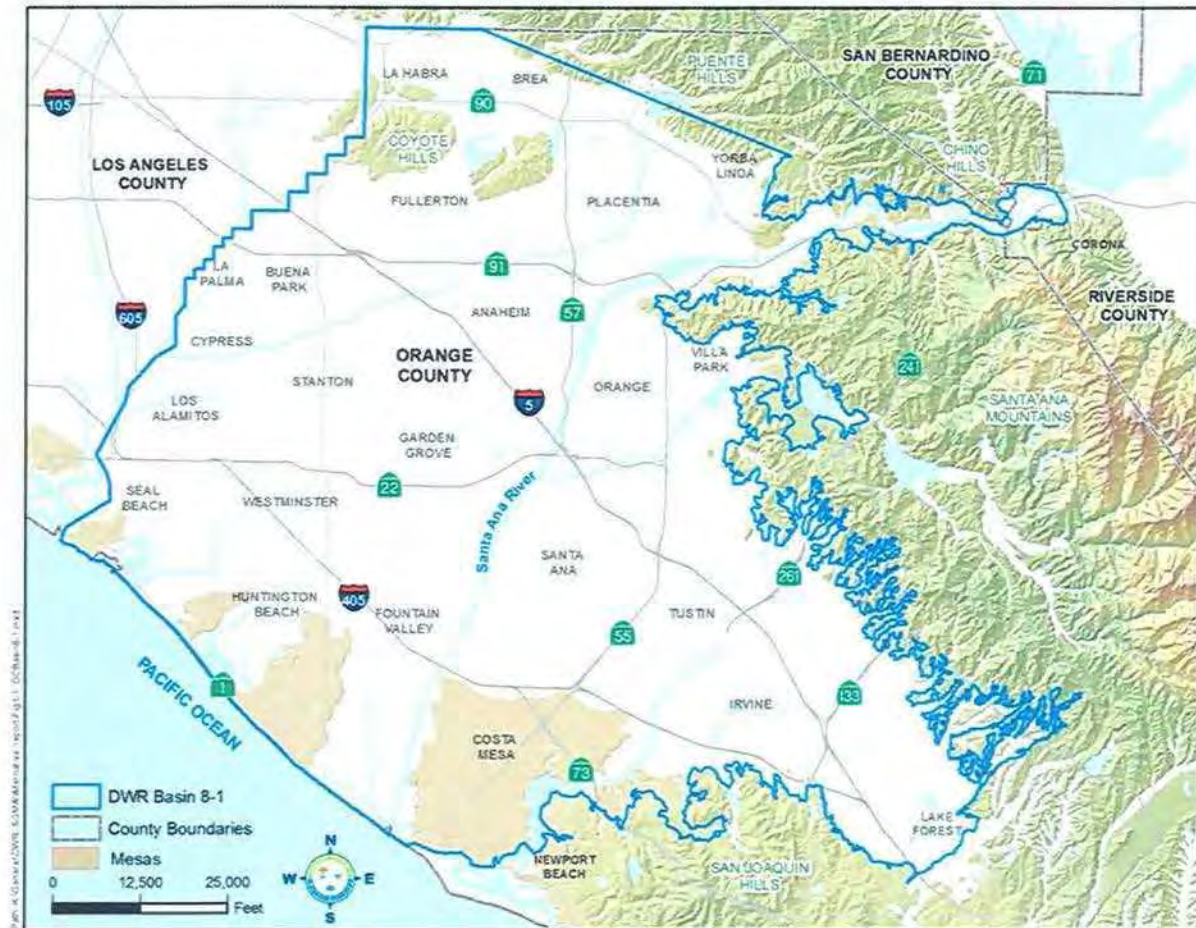 SAN BERNARDINO
COUNTY
71
PUENTE
HILLS
LA HABRA
BREA
105
90
COYOTE
HILLS
CHINO
HILLS
LOS ANGELES
COUNTY
YORBA
LINDA
FULLERTON
PLACENTIA
CORONA
LA
PALMA
BUENA
PARK
91
RIVERSIDE
COUNTY
605
ANAHEIM
57
CYPRESS
ORANGE
COUNTY
VILLA
PARK
241
STANTON
ORANGE
5
LOS
ALAMITOS
SANTA ANA
MOUNTAINS
GARDEN
GROVE
SEAL
BEACH
WESTMINSTER
22
Santa Ana River
SANTA
ANA
261
HUNTINGTON
BEACH
405
FOUNTAIN
VALLEY
TUSTIN
55
PACIFIC OCEAN
1
133
IRVINE
COSTA
MESA
73
LAKE
FOREST
NEWPORT
BEACH
SAN JOAQUIN
HILLS
DWR Basin 8-1
County Boundaries
Mesas
0 12,500 25,000
Feet
N
W E
S